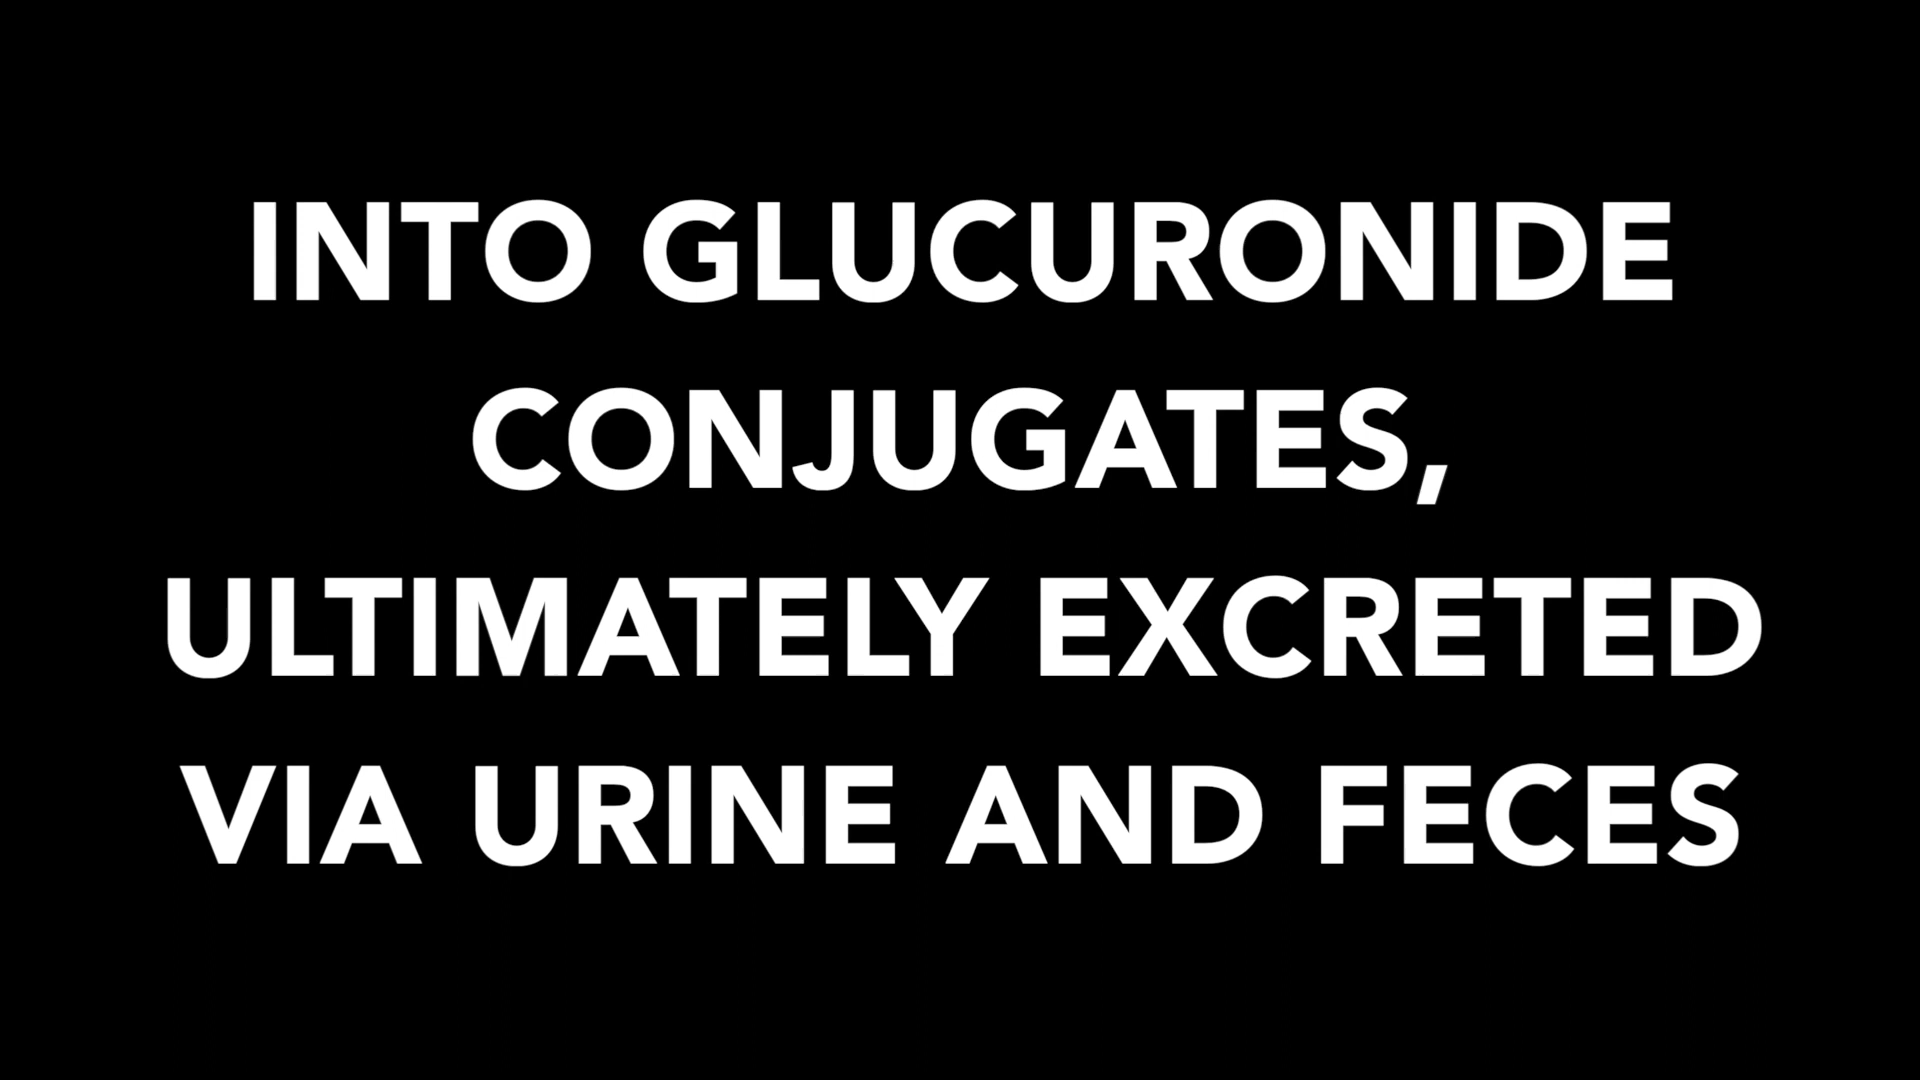 INTO GLUCURONIDE
CONJUGATES,
ULTIMATELY EXCRETED
VIA URINE AND FECES